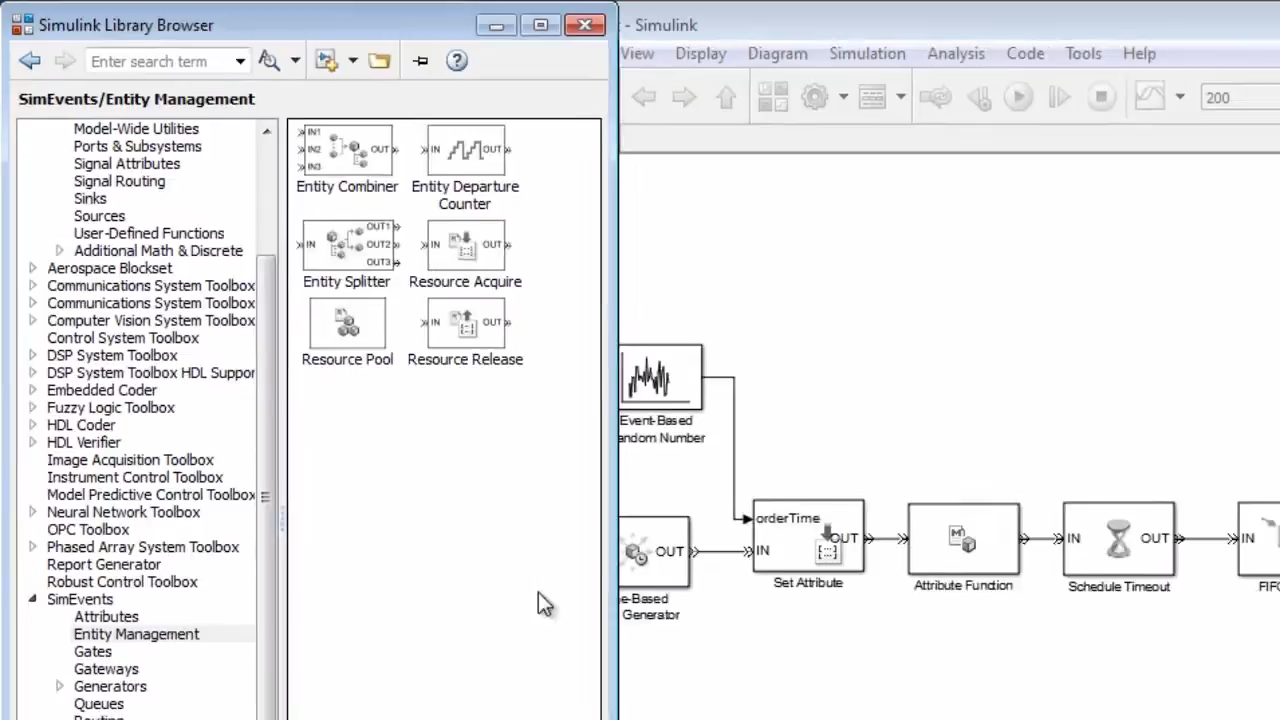 Simulink Library Browser
- Simulink
Enter search term
View Display Diagram Simulation Analysis Code Tools Help
200
SimEvents/Entity Management
Model-Wide Utilities
Ports & Subsystems
Signal Attributes
Signal Routing
Sinks
Sources
User-Defined Functions
Additional Math & Discrete
Aerospace Blockset
Communications System Toolbox
Communications System Toolbox
Computer Vision System Toolbox
Control System Toolbox
DSP System Toolbox
DSP System Toolbox HDL Suppor
Embedded Coder
Fuzzy Logic Toolbox
HDL Coder
HDL Verifier
Image Acquisition Toolbox
Instrument Control Toolbox
Model Predictive Control Toolbox
Neural Network Toolbox
OPC Toolbox
Phased Array System Toolbox
Report Generator
Robust Control Toolbox
SimEvents
Attributes
Entity Management
Gates
Gateways
Generators
Queues
IN1
IN2 OUT
IN3
Entity Combiner
IN OUT
Entity Departure
Counter
OUT1
IN OUT2
OUT3
Entity Splitter
IN OUT
Resource Acquire
Resource Pool
IN OUT
Resource Release
Event-Based
andom Number
OUT
e-Based
Generator
orderTime
OUT
IN
Set Attribute
Attribute Function
IN OUT
Schedule Timeout
IN
FIFO